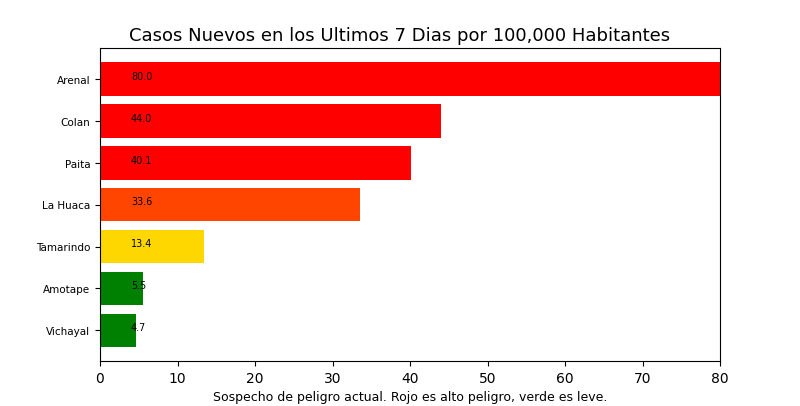 Casos Nuevos en los Ultimos 7 Dias por 100,000 Habitantes
Arenal 80.0
Colan 44.0
Paita 40.1
La Huaca 33.6
Tamarindo 13.4
Amotape 5.5
Vichayal 4.7
0 10 20 30 40 50 60 70 80
Sospecho de peligro actual. Rojo es alto peligro, verde es leve.